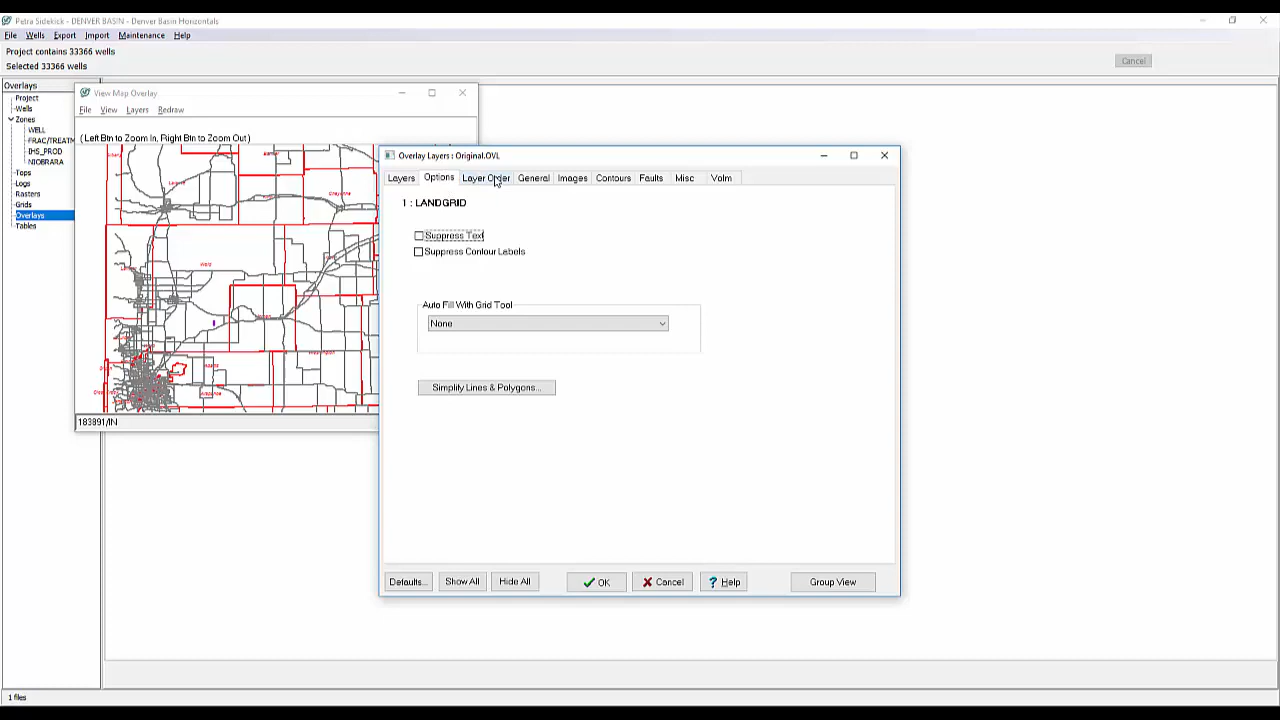 Petra Sidekick - DENVER BASIN - Denver Basin Horizontals
File Wells Export Import Maintenance Help
Project contains 33366 wells
Selected 33366 wells
Cancel
Overlays
Project
Wells
Zones
WELL
FRAC/TREATM
IHS_PROD
NIOBRARA
Tops
Logs
Rasters
Grids
Overlays
Tables
View Map Overlay
File View Layers Redraw
(Left Btn to Zoom In, Right Btn to Zoom Out)
Weld
183891/IN
Overlay Layers : Original.OVL
Layers Options Layer Order General Images Contours Faults Misc Volm
1 : LANDGRID
Suppress Text
Suppress Contour Labels
Auto Fill With Grid Tool
None
Simplify Lines & Polygons...
Defaults... Show All Hide All OK Cancel Help Group View
1 files